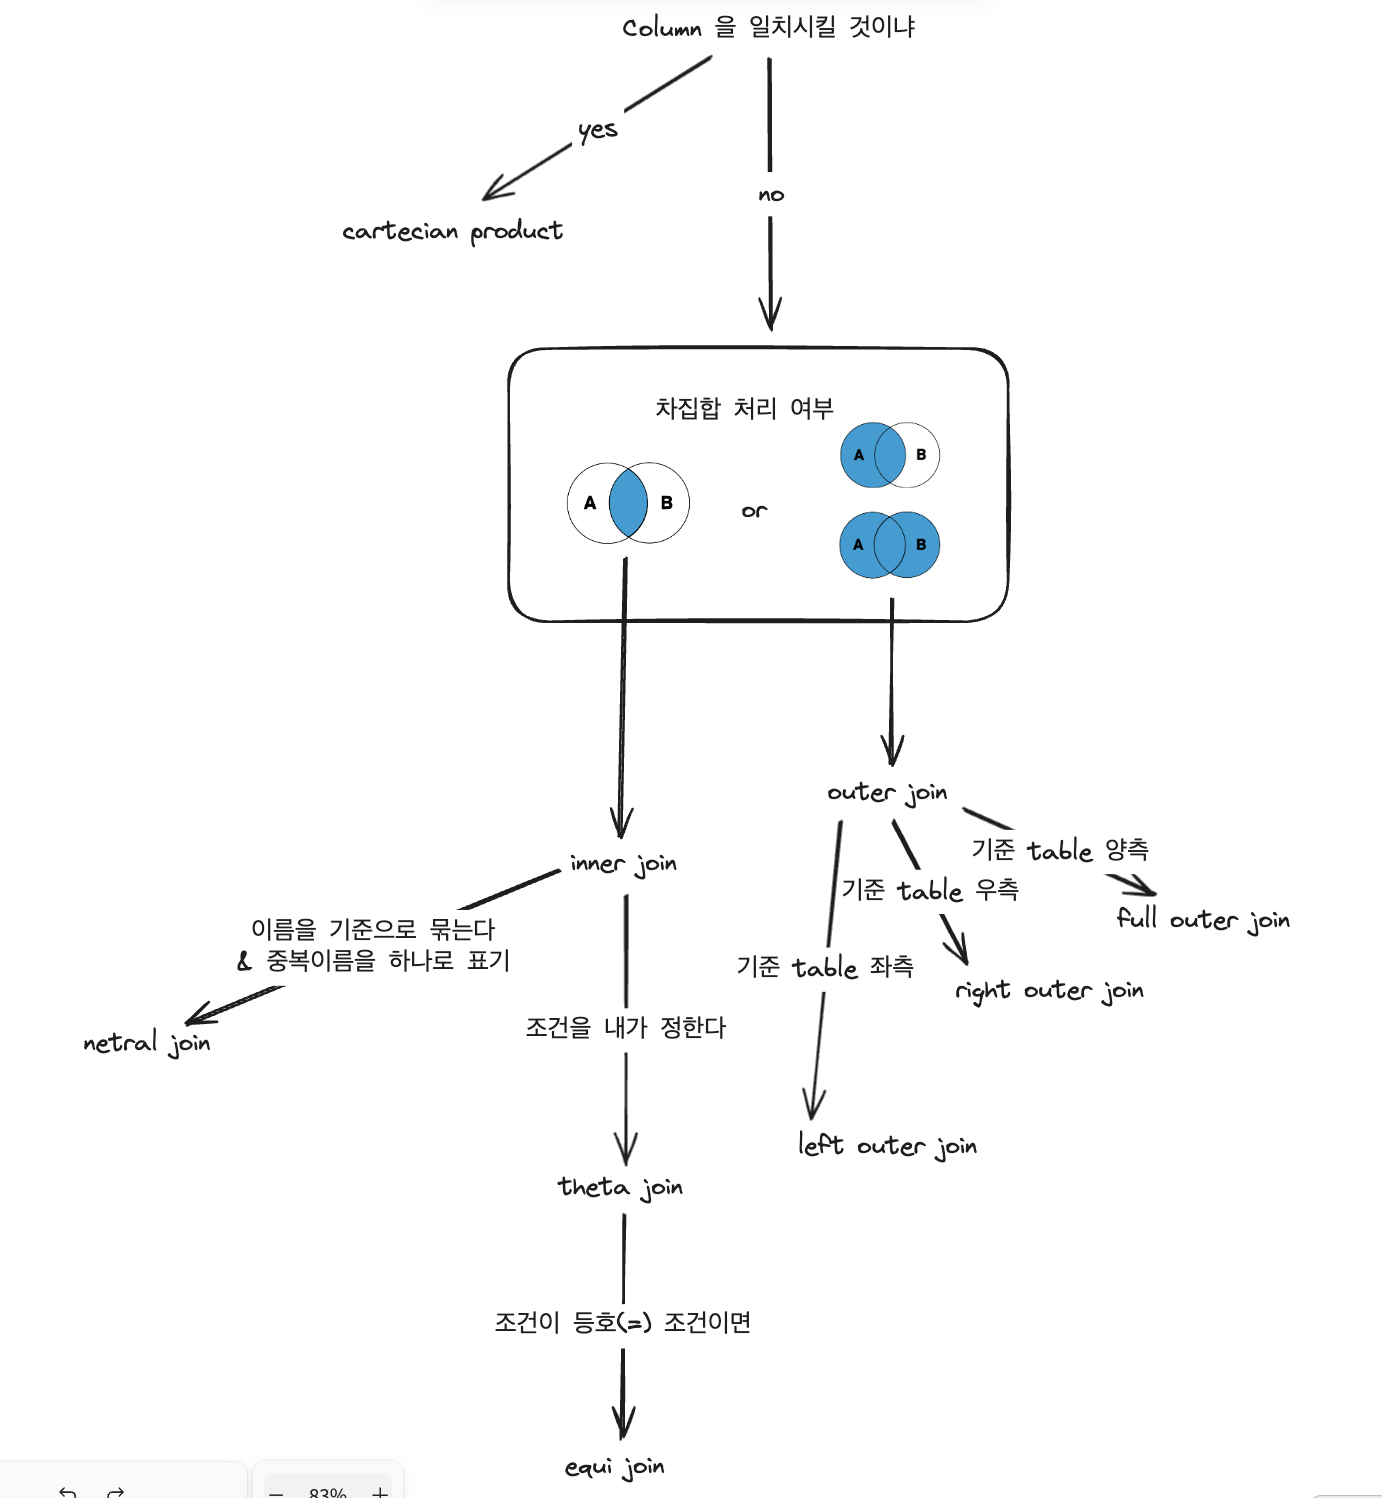 Column 을 일치시킬 것이냐
yes
no
cartecian product
차집합 처리 여부
A B
A B
or
A B
outer join
inner join
기준 table 양측
기준 table 우측
full outer join
이름을 기준으로 묶는다
& 중복이름을 하나로 표기
기준 table 좌측
right outer join
netral join
조건을 내가 정한다
left outer join
theta join
조건이 등호(=) 조건이면
equi join
83%